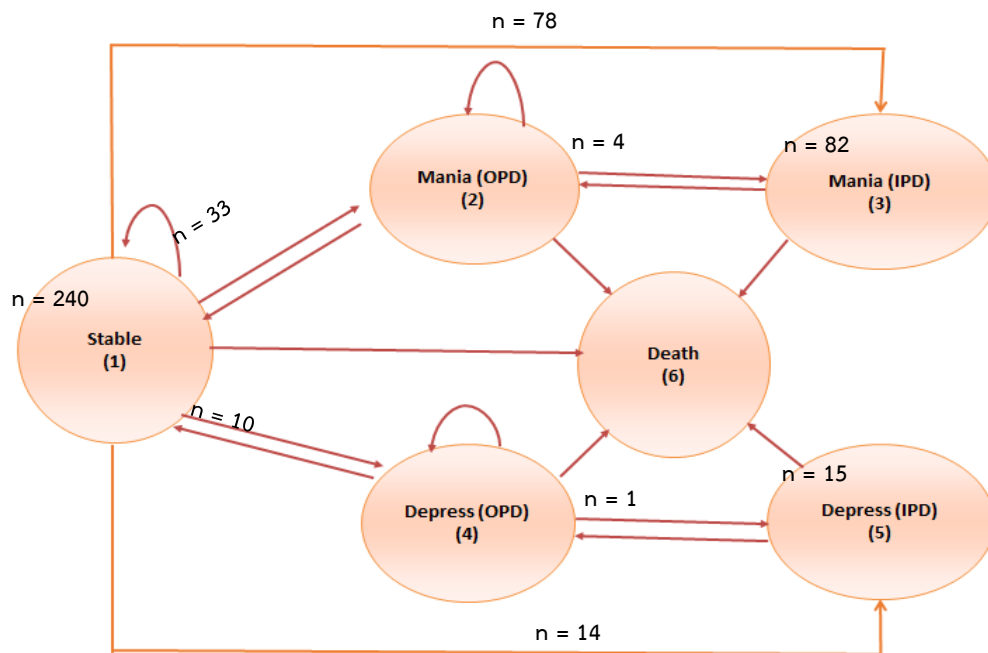 n = 78
n = 4
n = 82
Mania (OPD)
(2)
Mania (IPD)
(3)
n = 33
n = 240
Stable
(1)
Death
(6)
n = 10
n = 15
n = 1
Depress (OPD)
(4)
Depress (IPD)
(5)
n = 14